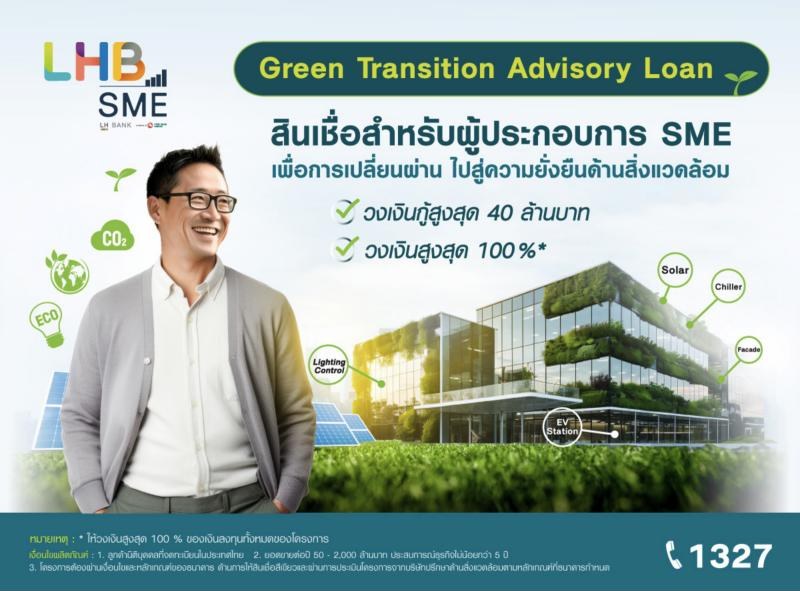 LHB
SME
LH BANK
Green Transition Advisory Loan
สินเชื่อสำหรับผู้ประกอบการ SME
เพื่อการเปลี่ยนผ่าน ไปสู่ความยั่งยืนด้านสิ่งแวดล้อม
วงเงินกู้สูงสุด 40 ล้านบาท
วงเงินสูงสุด 100%*
CO₂
ECO
Solar
Chiller
Facade
Lighting
Control
EV
Station
หมายเหตุ : * ให้วงเงินสูงสุด 100 % ของเงินลงทุนทั้งหมดของโครงการ
เงื่อนไขผลิตภัณฑ์ : 1. ลูกค้านิติบุคคลที่จดทะเบียนในประเทศไทย 2. ยอดขายต่อปี 50 - 2,000 ล้านบาท ประสบการณ์ธุรกิจไม่น้อยกว่า 5 ปี
3. โครงการต้องผ่านเงื่อนไขและหลักเกณฑ์ของธนาคาร ด้านการให้สินเชื่อสีเขียวและผ่านการประเมินโครงการจากบริษัทปรึกษาด้านสิ่งแวดล้อมตามหลักเกณฑ์ที่ธนาคารกำหนด
1327